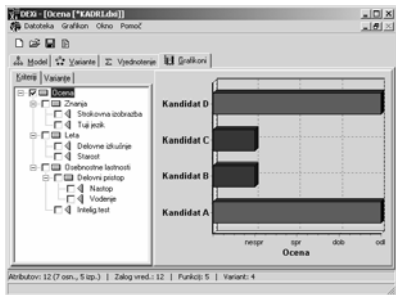 DEXi - [Ocena [*KADRI.dxi]]
Datoteka Grafikon Okno Pomoč
Model Variante Σ Vrednotenje Grafikoni
Kriteriji Variante
Ocena
Znanja
Strokovna izobrazba
Tuji jezik
Leta
Delovne izkušnje
Starost
Osebnostne lastnosti
Delovni pristop
Nastop
Vodenje
Intelig.test
Kandidat D
Kandidat C
Kandidat B
Kandidat A
nespr spr dob odl
Ocena
Atributov: 12 (7 osn., 5 izp.) | Zalog vred.: 12 | Funkcij: 5 | Variant: 4